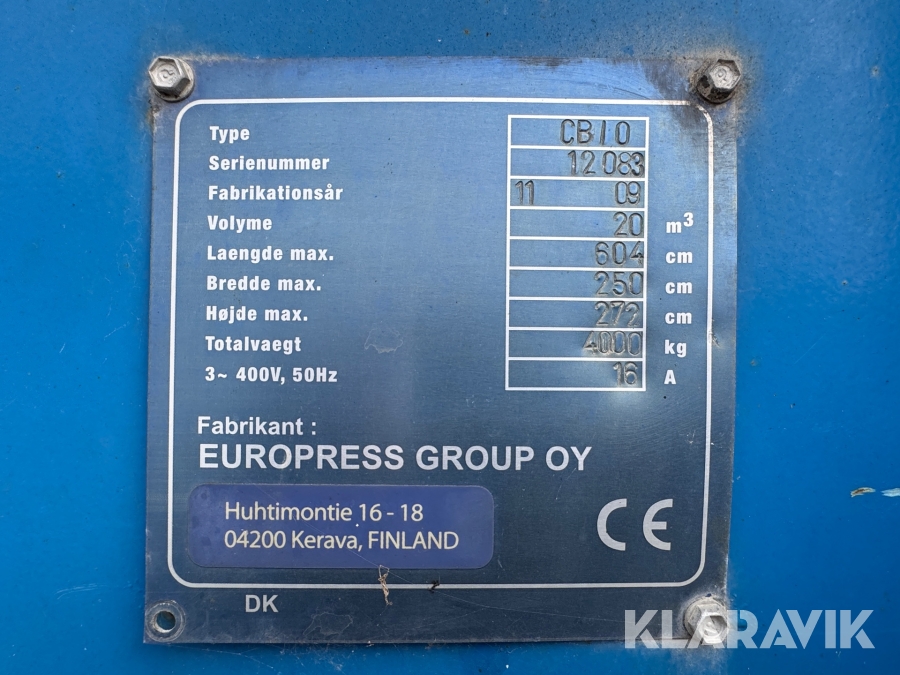 Type CB10
Serienummer 12083
Fabrikationsår 11 09
Volyme 20 m³
Laengde max. 604 cm
Bredde max. 250 cm
Højde max. 272 cm
Totalvaegt 4000 kg
3~ 400V, 50Hz 16 A
Fabrikant :
EUROPRESS GROUP OY
Huhtimontie 16 - 18
04200 Kerava, FINLAND
CE
DK
KLARAVIK